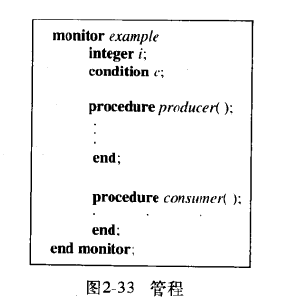 monitor example
integer i;
condition c;
procedure producer( );
.
.
.
end;
procedure consumer( );
. . .
end;
end monitor;
图2-33 管程